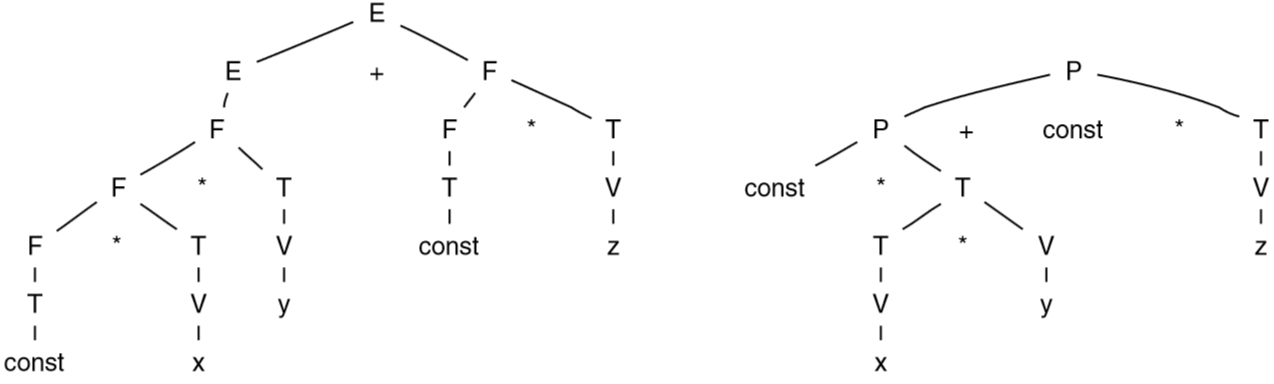 E
E + F P
F F * T P + const * T
F * T T V const * T V
F * T V const z T * V z
T V y V y
const x x